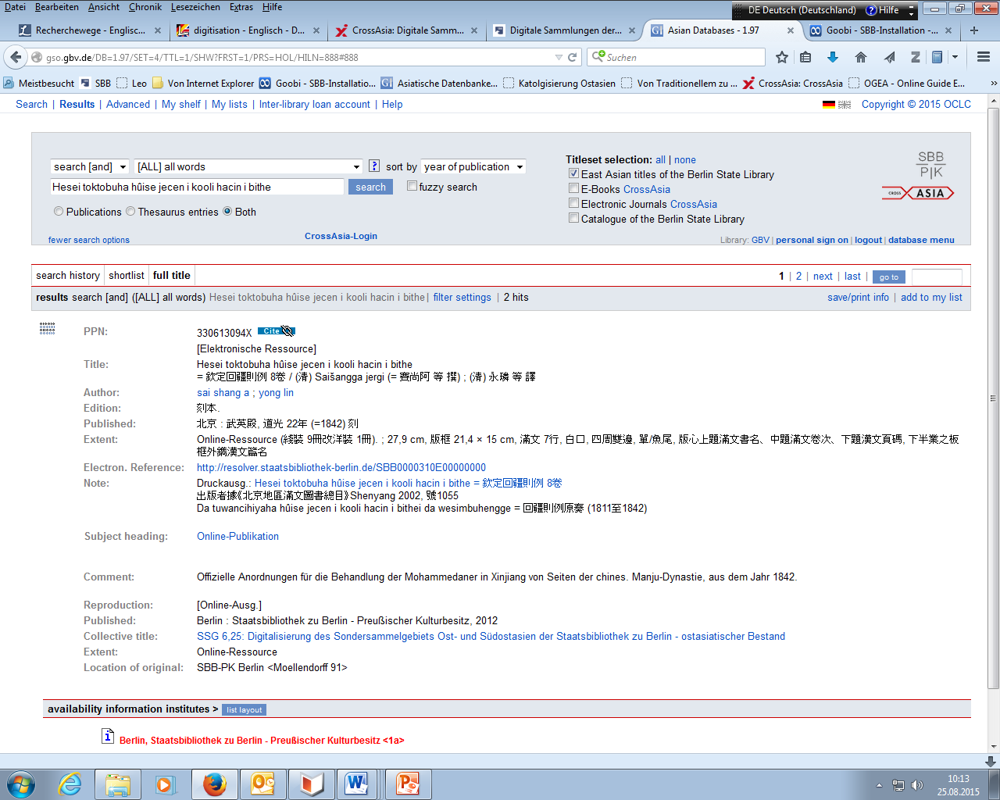 Datei Bearbeiten Ansicht Chronik Lesezeichen Extras Hilfe
DE Deutsch (Deutschland) Hilfe
Recherchewege - Englisc... digitisation - Englisch - D... CrossAsia: Digitale Samm... Digitale Sammlungen der... Asian Databases - 1.97 Goobi - SBB-Installation -...
gso.gbv.de/DB=1.97/SET=4/TTL=1/SHW?FRST=1/PRS=HOL/HILN=888#888 Suchen
Meistbesucht SBB Leo Von Internet Explorer Goobi - SBB-Installatio... Asiatische Datenbanke... Katolgisierung Ostasien Von Traditionellem zu ... CrossAsia: CrossAsia OGEA - Online Guide E... »
Search | Results | Advanced | My shelf | My lists | Inter-library loan account | Help Copyright © 2015 OCLC
search [and] [ALL] all words ? sort by year of publication
Hesei toktobuha hûise jecen i kooli hacin i bithe search fuzzy search
Publications Thesaurus entries Both
fewer search options CrossAsia-Login
Titleset selection: all | none
East Asian titles of the Berlin State Library
E-Books CrossAsia
Electronic Journals CrossAsia
Catalogue of the Berlin State Library
SBB
PK
CROSS ASIA
Library: GBV | personal sign on | logout | database menu
search history shortlist full title 1 | 2 | next | last | go to
results search [and] ([ALL] all words) Hesei toktobuha hûise jecen i kooli hacin i bithe | filter settings | 2 hits save/print info | add to my list
PPN: 330613094X Cite
[Elektronische Ressource]
Title: Hesei toktobuha hûise jecen i kooli hacin i bithe
= 欽定回疆則例 8卷 / (清) Saišangga jergi (= 賽尚阿 等 撰) ; (清) 永璘 等 譯
Author: sai shang a ; yong lin
Edition: 刻本.
Published: 北京 : 武英殿, 道光 22年 (=1842) 刻
Extent: Online-Ressource (綫裝 9冊改洋裝 1冊). ; 27,9 cm, 版框 21,4 × 15 cm, 滿文 7行, 白口, 四周雙邊, 單/魚尾, 版心上題滿文書名、中題滿文卷次、下題漢文頁碼, 下半業之板
框外鐫漢文篇名
Electron. Reference: http://resolver.staatsbibliothek-berlin.de/SBB0000310E00000000
Note: Druckausg.: Hesei toktobuha hûise jecen i kooli hacin i bithe = 欽定回疆則例 8卷
出版者據《北京地區滿文圖書總目》Shenyang 2002, 號1055
Da tuwancihiyaha hûise jecen i kooli hacin i bithei da wesimbuhengge = 回疆則例原奏 (1811至1842)
Subject heading: Online-Publikation
Comment: Offizielle Anordnungen für die Behandlung der Mohammedaner in Xinjiang von Seiten der chines. Manju-Dynastie, aus dem Jahr 1842.
Reproduction: [Online-Ausg.]
Published: Berlin : Staatsbibliothek zu Berlin - Preußischer Kulturbesitz, 2012
Collective title: SSG 6,25: Digitalisierung des Sondersammelgebiets Ost- und Südostasien der Staatsbibliothek zu Berlin - ostasiatischer Bestand
Extent: Online-Ressource
Location of original: SBB-PK Berlin <Moellendorff 91>
availability information institutes > list layout
Berlin, Staatsbibliothek zu Berlin - Preußischer Kulturbesitz <1a>
10:13
25.08.2015